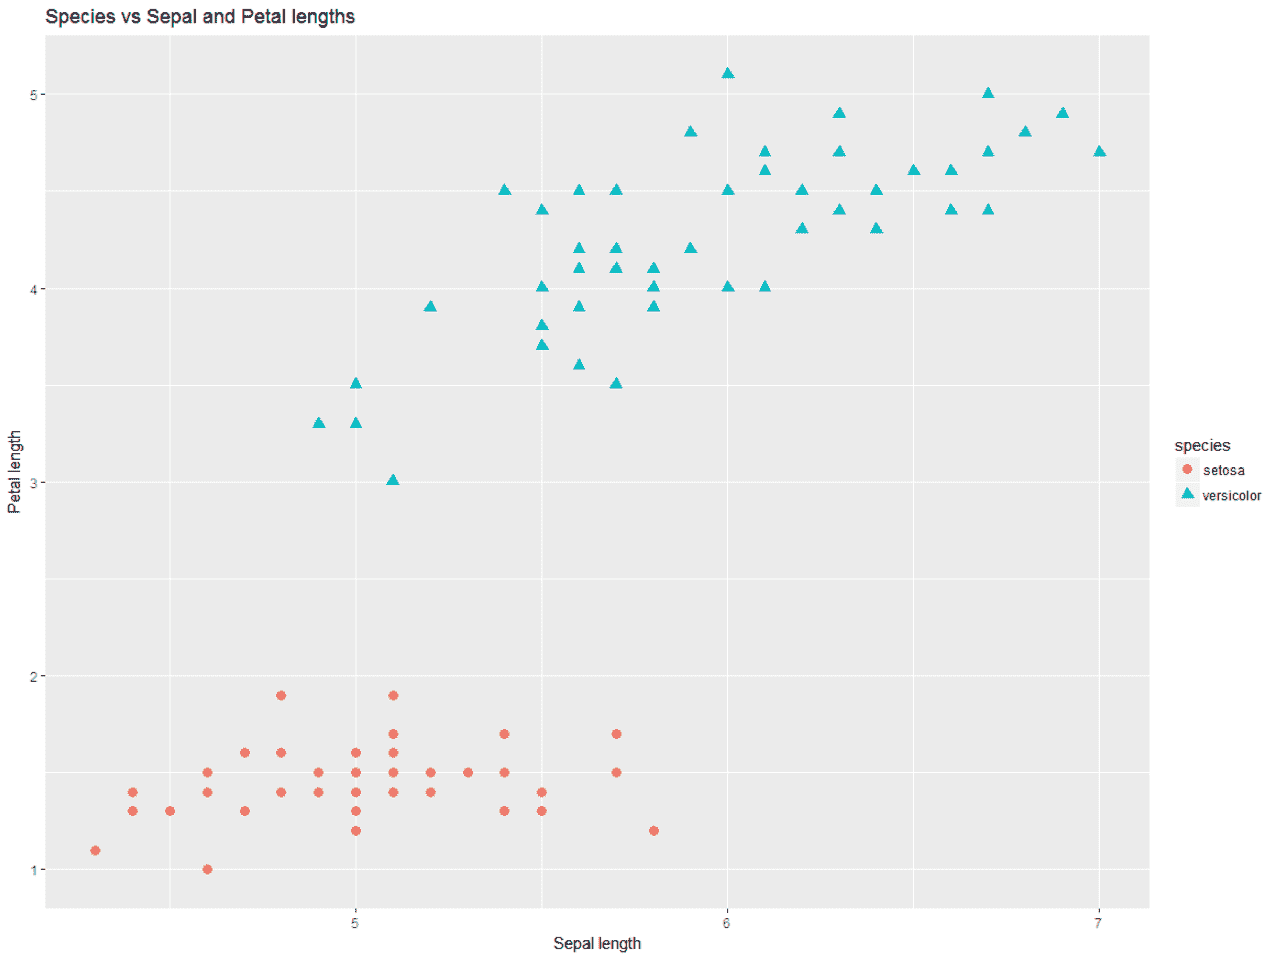 Species vs Sepal and Petal lengths
5
4
3
2
1
Petal length
5
6
7
Sepal length
species
setosa
versicolor